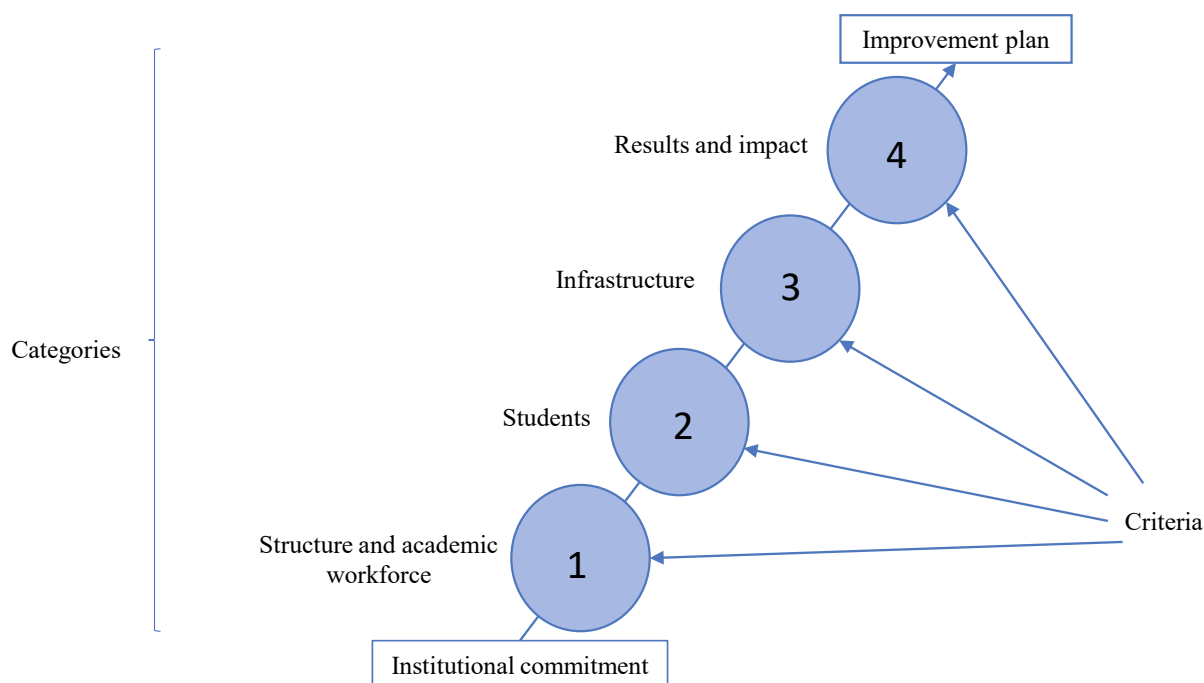 Improvement plan
Results and impact
4
Infrastructure
3
Categories
Students
2
Criteria
Structure and academic
workforce
1
Institutional commitment